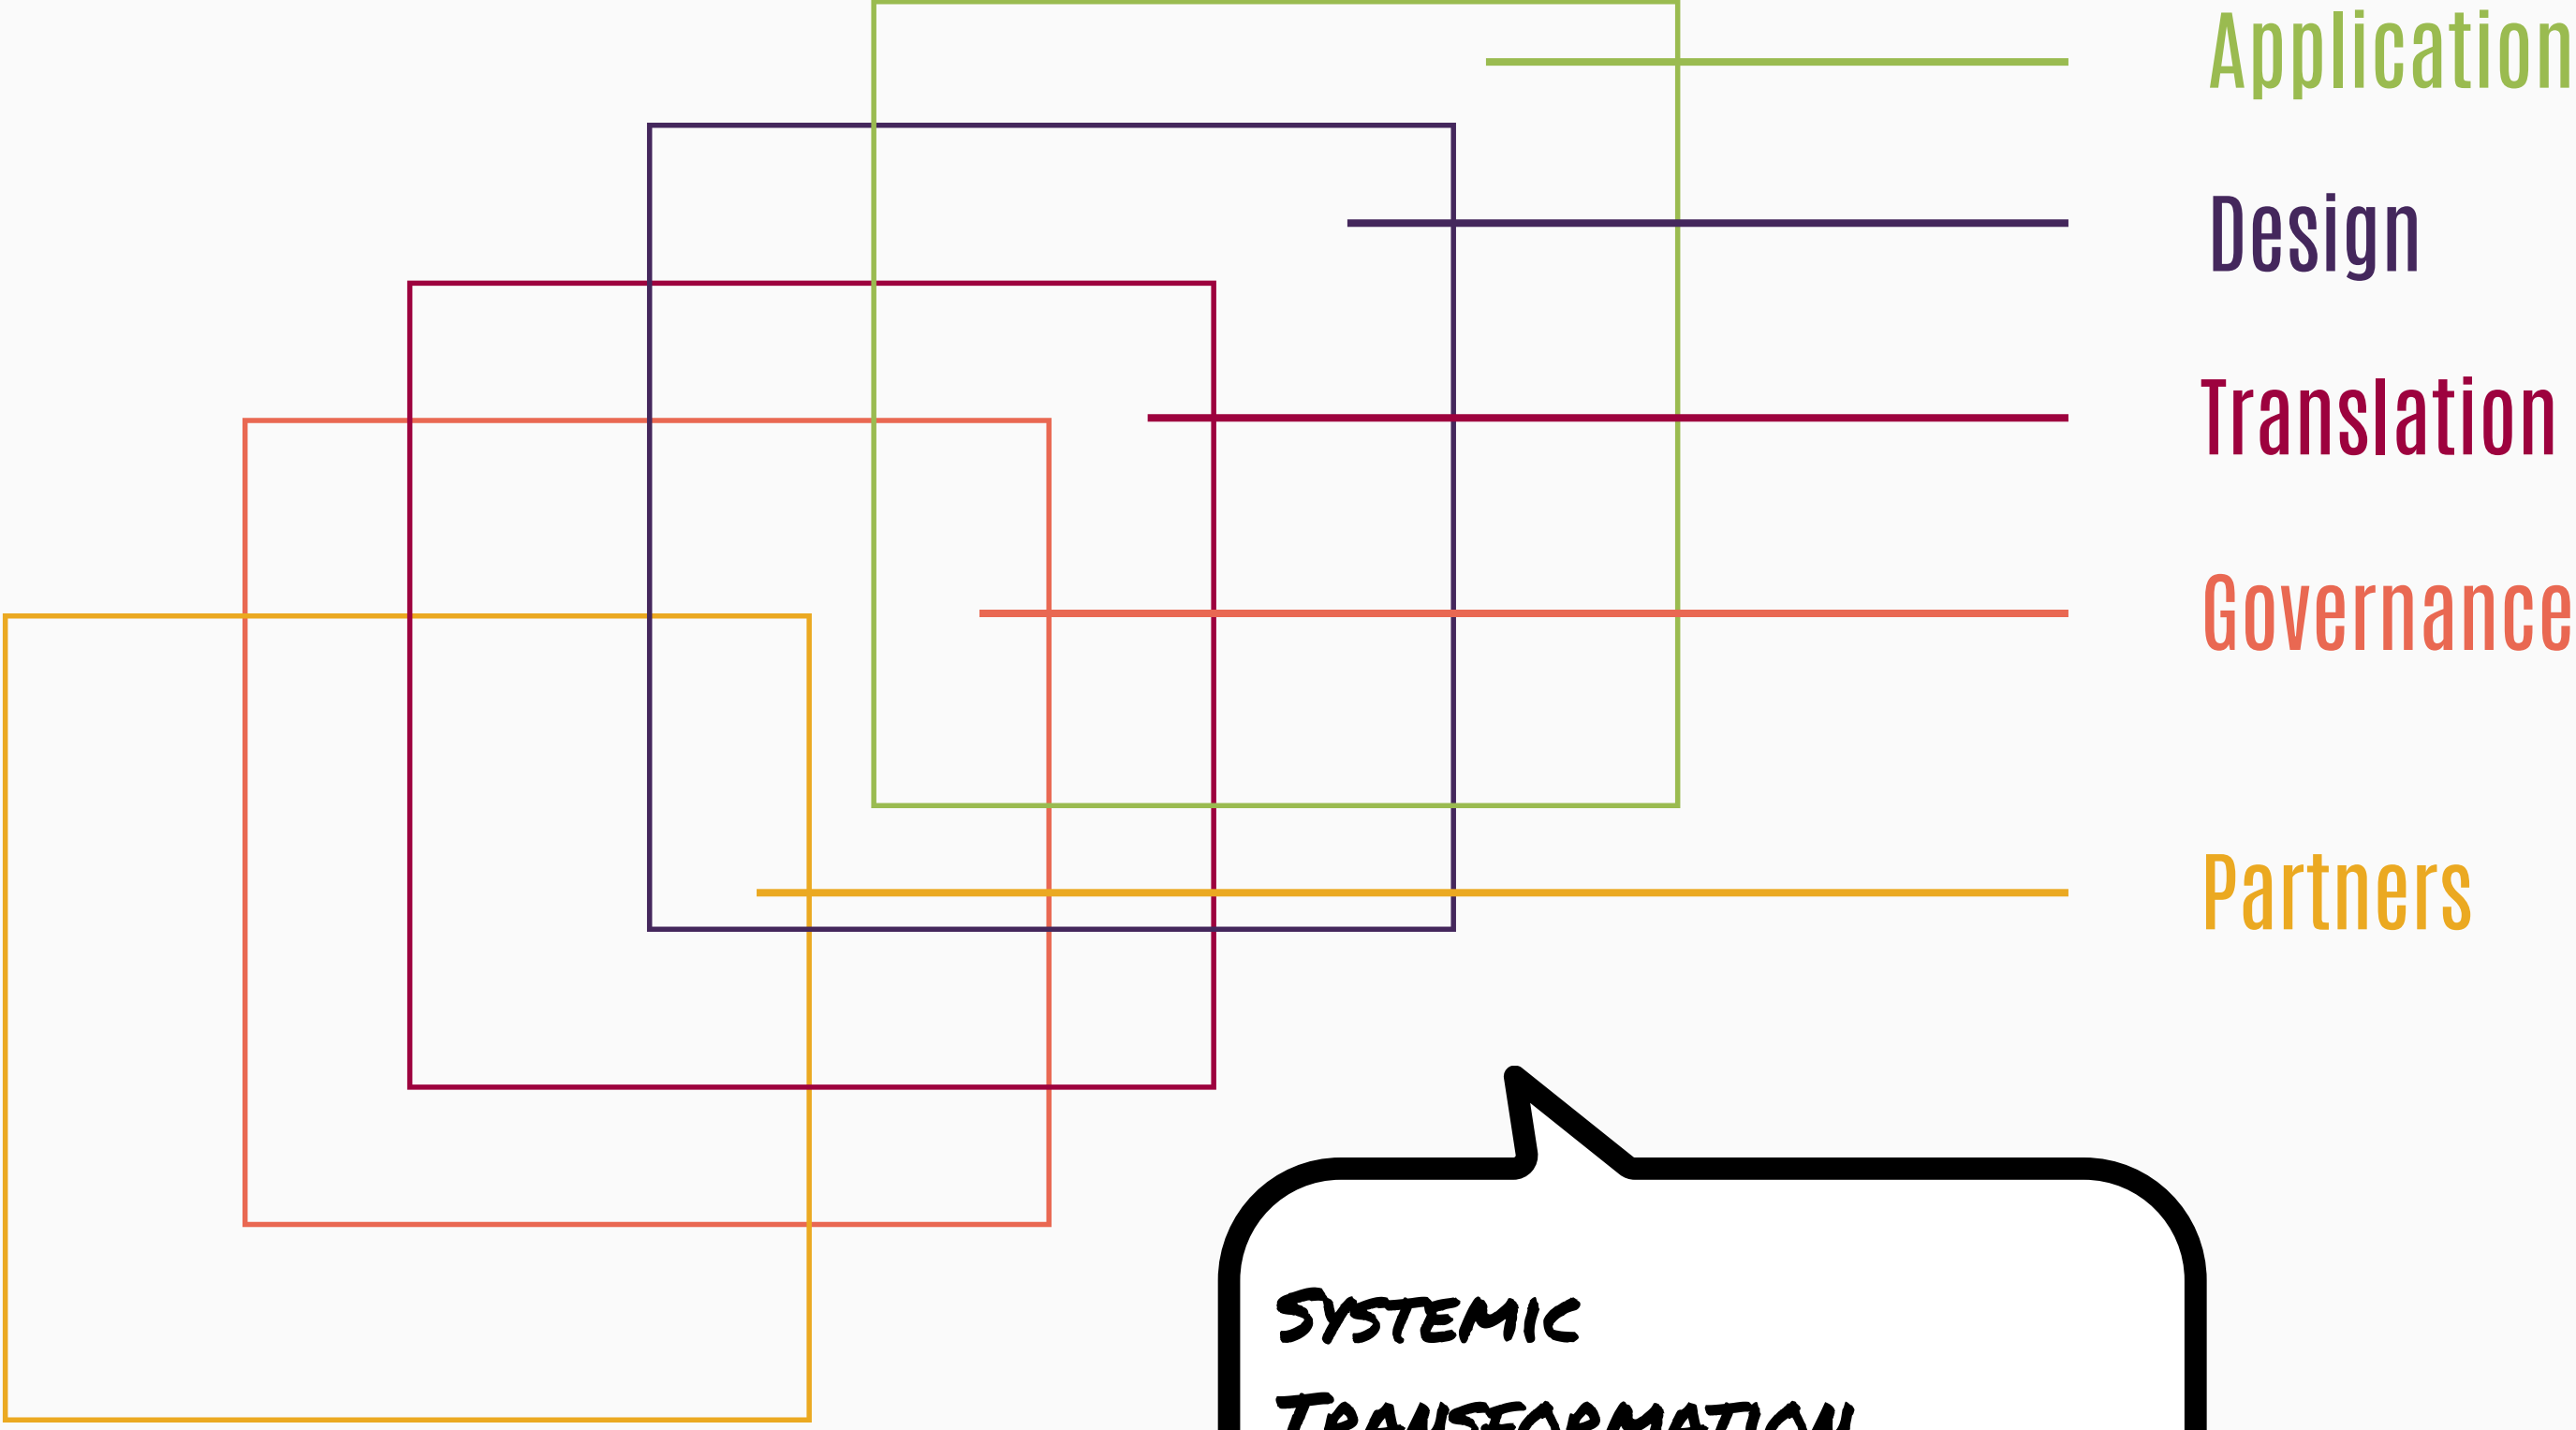 Application
Design
Translation
Governance
Partners
Systemic
Transformation